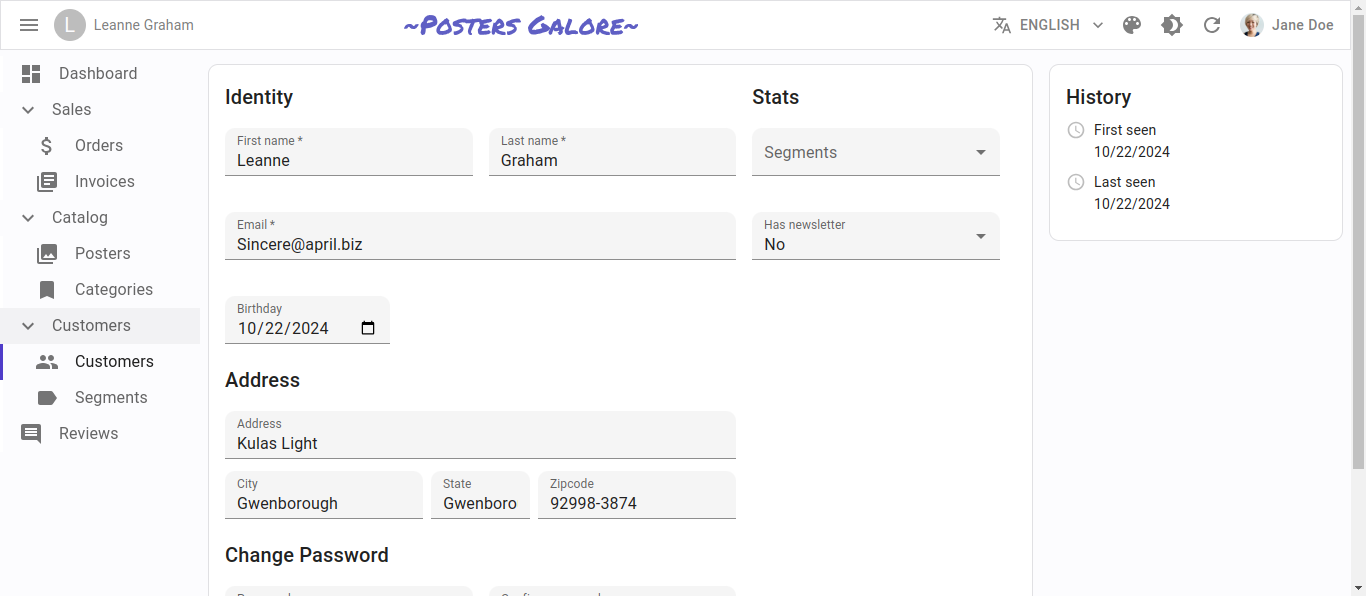 L Leanne Graham
~Posters Galore~
ENGLISH
Jane Doe
Dashboard
Sales
Orders
Invoices
Catalog
Posters
Categories
Customers
Customers
Segments
Reviews
Identity
First name *
Leanne
Last name *
Graham
Email *
Sincere@april.biz
Birthday
10/22/2024
Stats
Segments
Has newsletter
No
Address
Address
Kulas Light
City
Gwenborough
State
Gwenboro
Zipcode
92998-3874
Change Password
History
First seen
10/22/2024
Last seen
10/22/2024